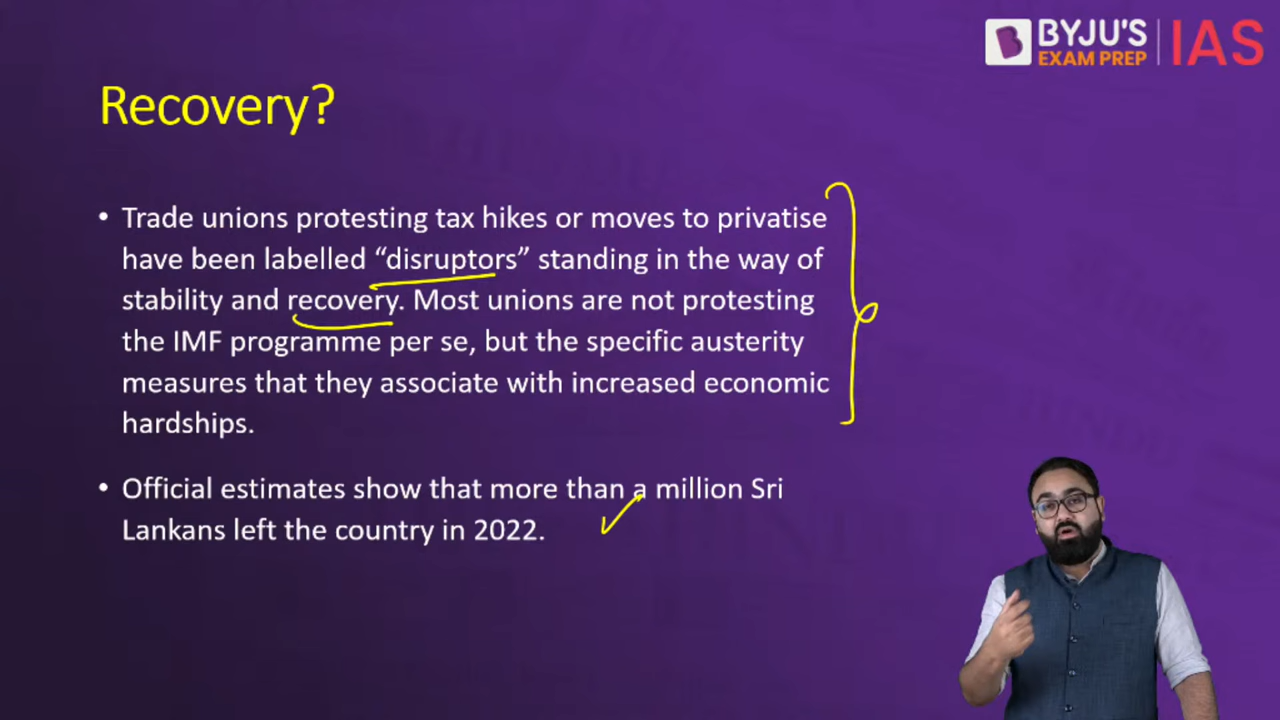 BYJU'S
EXAM PREP
IAS
Recovery?
• Trade unions protesting tax hikes or moves to privatise
have been labelled “disruptors” standing in the way of
stability and recovery. Most unions are not protesting
the IMF programme per se, but the specific austerity
measures that they associate with increased economic
hardships.
• Official estimates show that more than a million Sri
Lankans left the country in 2022.